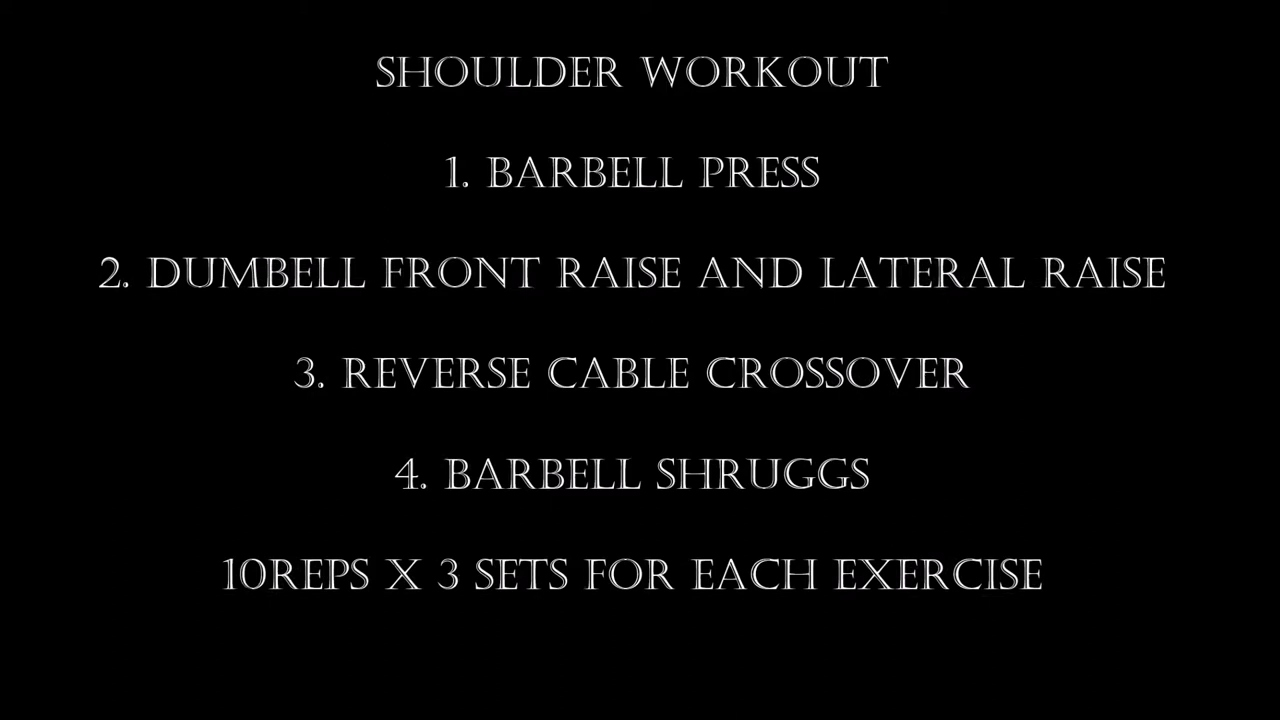 SHOULDER WORKOUT
1. BARBELL PRESS
2. DUMBELL FRONT RAISE AND LATERAL RAISE
3. REVERSE CABLE CROSSOVER
4. BARBELL SHRUGGS
10REPS X 3 SETS FOR EACH EXERCISE